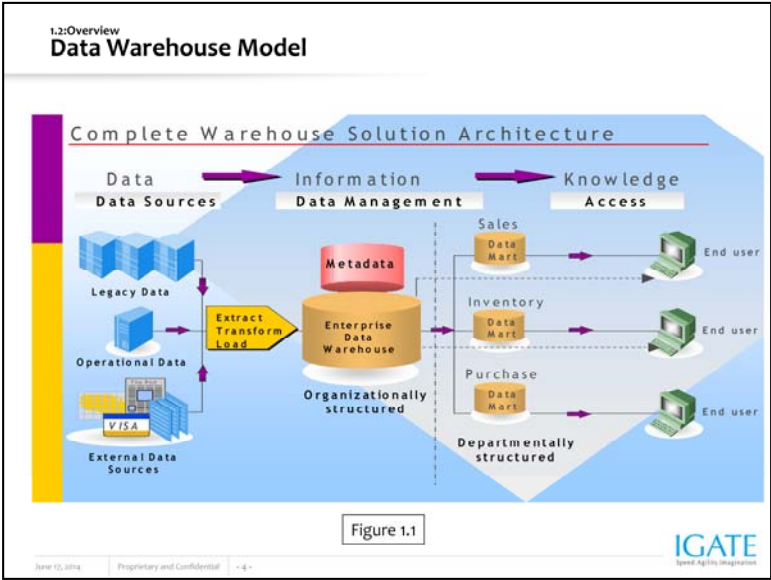 1.2:Overview
Data Warehouse Model
Complete Warehouse Solution Architecture
Data
Information
Knowledge
Data Sources
Data Management
Access
Legacy Data
Operational Data
VISA
External Data
Sources
Extract
Transform
Load
Metadata
Enterprise
Data
Warehouse
Organizationally
structured
Sales
Data
Mart
End user
Inventory
Data
Mart
End user
Purchase
Data
Mart
End user
Departmentally
structured
Figure 1.1
June 17, 2014
Proprietary and Confidential
- 4 -
IGATE
Speed.Agility.Imagination